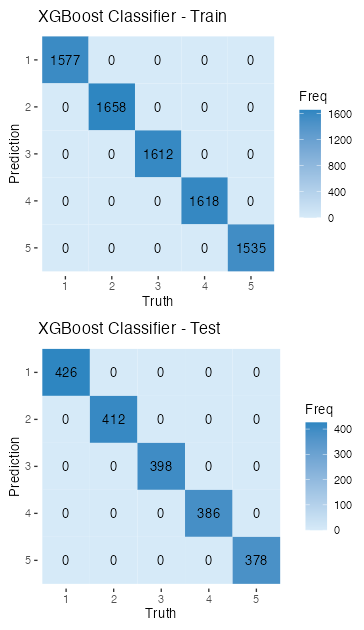 XGBoost Classifier - Train
1 1577 0 0 0 0
2 0 1658 0 0 0
3 0 0 1612 0 0
4 0 0 0 1618 0
5 0 0 0 0 1535
1 2 3 4 5
Truth
Prediction
Freq
1600
1200
800
400
0
XGBoost Classifier - Test
1 426 0 0 0 0
2 0 412 0 0 0
3 0 0 398 0 0
4 0 0 0 386 0
5 0 0 0 0 378
1 2 3 4 5
Truth
Prediction
Freq
400
300
200
100
0